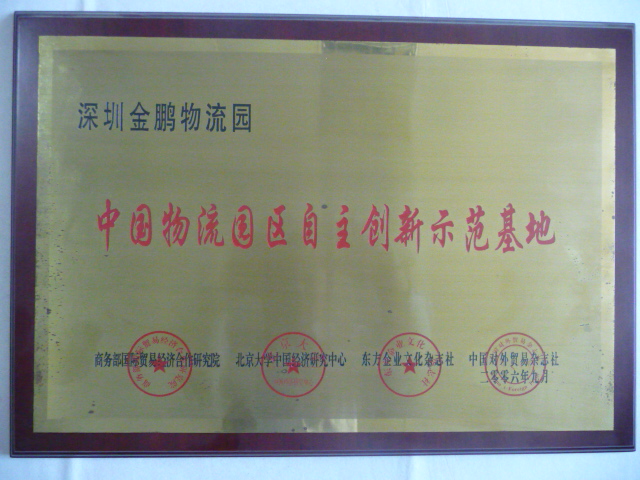 深圳金鹏物流园
中国物流园区自主创新示范基地
商务部国际贸易经济合作研究院 北京大学中国经济研究中心 东方企业文化杂志社 中国对外贸易杂志社
二〇〇六年九月